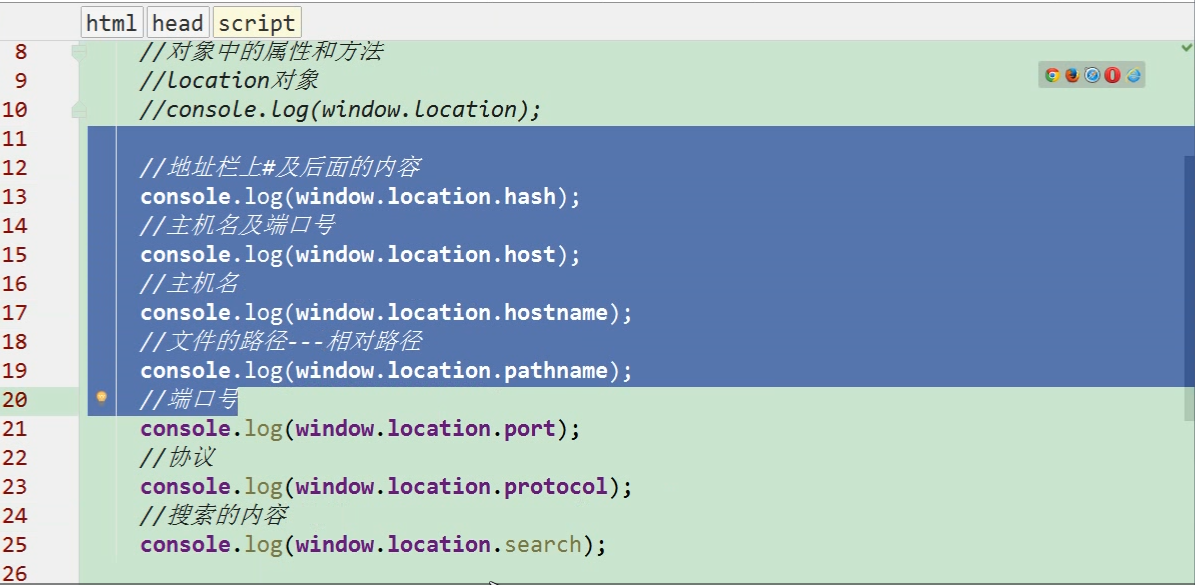 html head script
8 //对象中的属性和方法
9 //location对象
10 //console.log(window.location);
11
12 //地址栏上#及后面的内容
13 console.log(window.location.hash);
14 //主机名及端口号
15 console.log(window.location.host);
16 //主机名
17 console.log(window.location.hostname);
18 //文件的路径---相对路径
19 console.log(window.location.pathname);
20 //端口号
21 console.log(window.location.port);
22 //协议
23 console.log(window.location.protocol);
24 //搜索的内容
25 console.log(window.location.search);
26